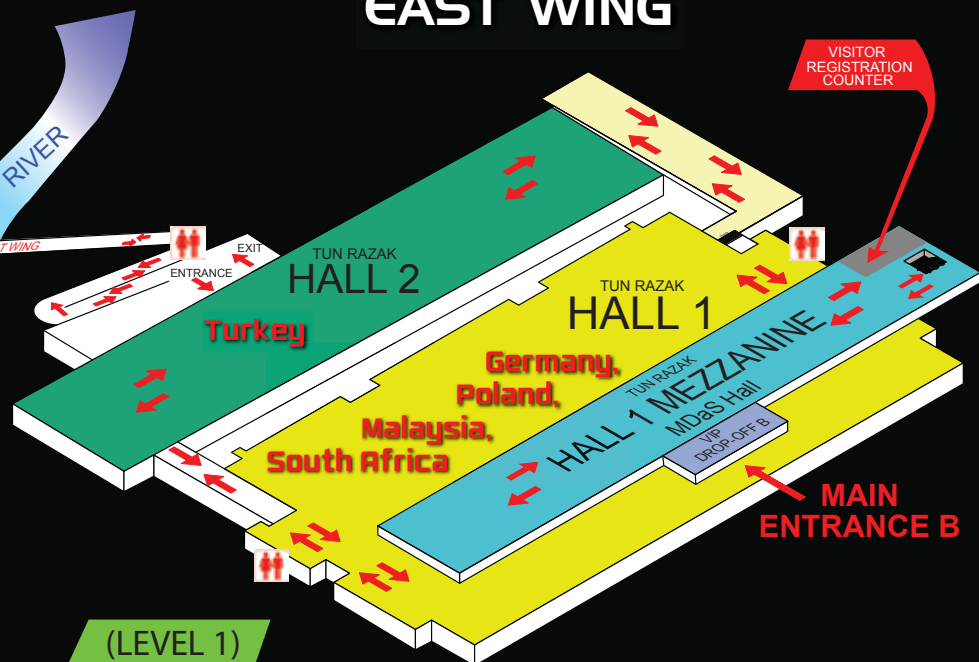 EAST WING
VISITOR
REGISTRATION
COUNTER
RIVER
T WING
EXIT
ENTRANCE
TUN RAZAK
HALL 2
Turkey
TUN RAZAK
HALL 1
Germany,
Poland,
Malaysia,
South Africa
TUN RAZAK
HALL 1 MEZZANINE
MDaS Hall
VIP
DROP-OFF B
MAIN
ENTRANCE B
(LEVEL 1)